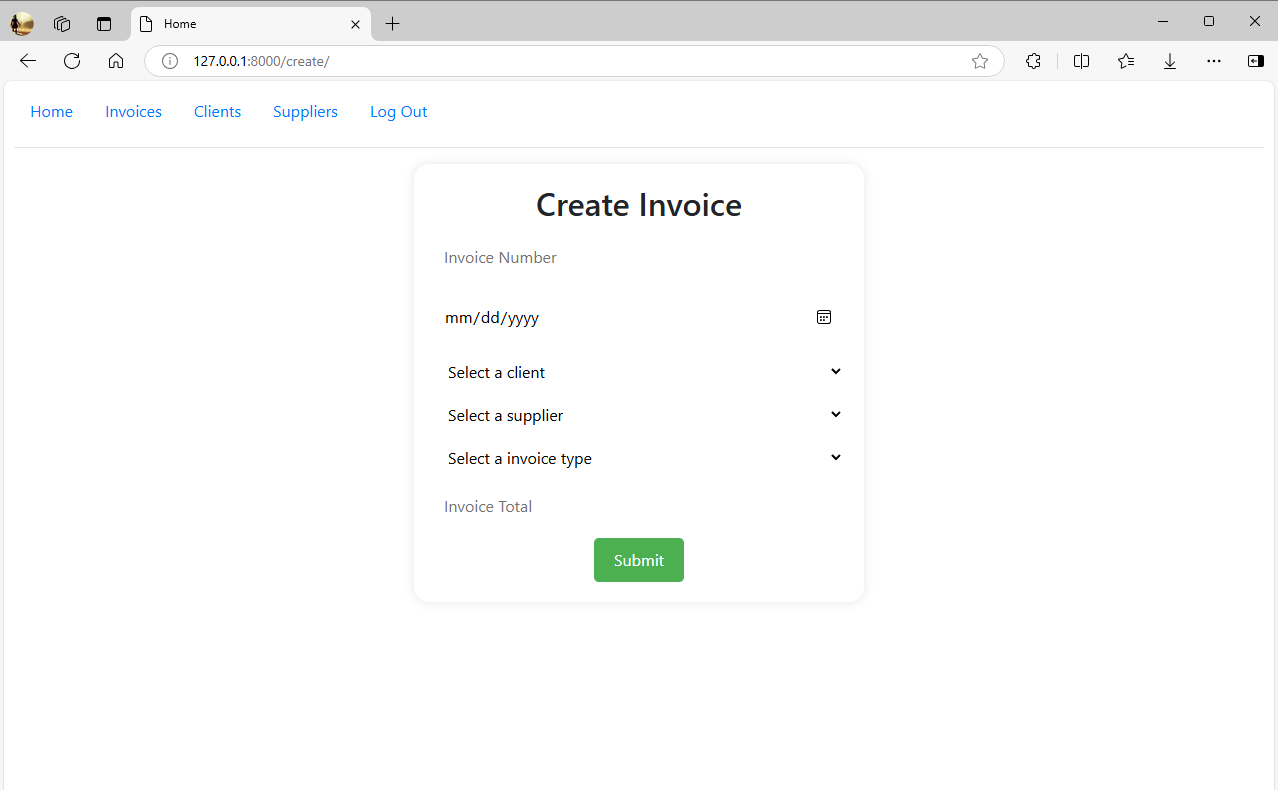 Home
127.0.0.1:8000/create/
Home Invoices Clients Suppliers Log Out
Create Invoice
Invoice Number
mm/dd/yyyy
Select a client
Select a supplier
Select a invoice type
Invoice Total
Submit